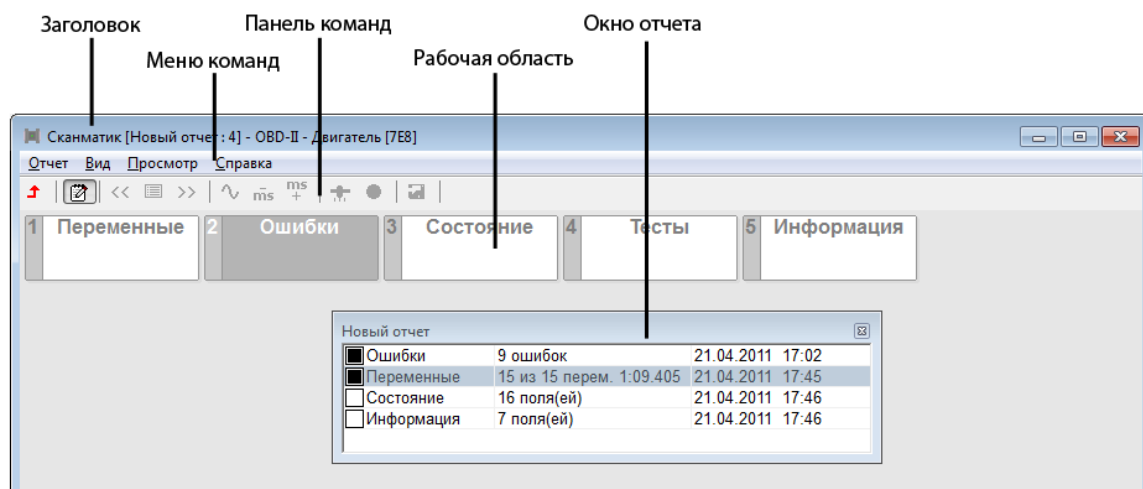 Заголовок Панель команд Окно отчета
Меню команд Рабочая область
Сканматик [Новый отчет : 4] - OBD-II - Двигатель [7E8]
Отчет Вид Просмотр Справка
<< >> ms ms +
1 Переменные 2 Ошибки 3 Состояние 4 Тесты 5 Информация
Новый отчет
Ошибки 9 ошибок 21.04.2011 17:02
Переменные 15 из 15 перем. 1:09.405 21.04.2011 17:45
Состояние 16 поля(ей) 21.04.2011 17:46
Информация 7 поля(ей) 21.04.2011 17:46